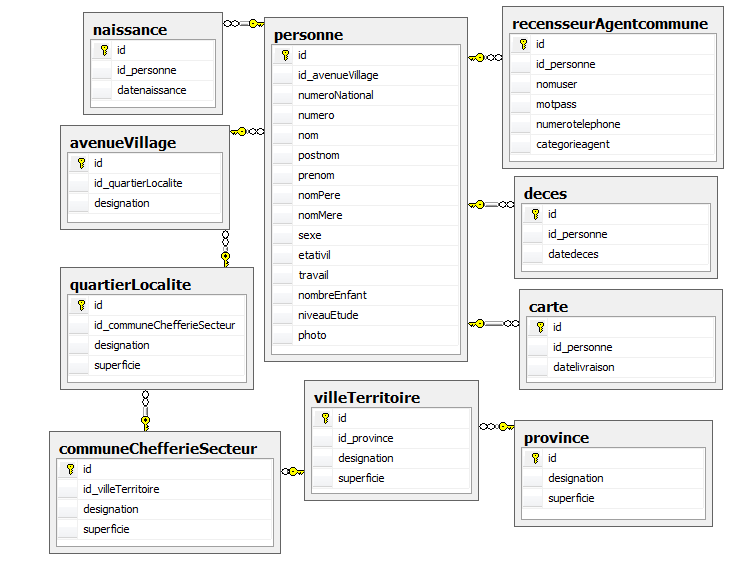 naissance
id
id_personne
datenaissance
personne
id
id_avenueVillage
numeroNational
numero
nom
postnom
prenom
nomPere
nomMere
sexe
etativil
travail
nombreEnfant
niveauEtude
photo
recensseurAgentcommune
id
id_personne
nomuser
motpass
numerotelephone
categorieagent
avenueVillage
id
id_quartierLocalite
designation
deces
id
id_personne
datedeces
quartierLocalite
id
id_communeChefferieSecteur
designation
superficie
carte
id
id_personne
datelivraison
villeTerritoire
id
id_province
designation
superficie
communeChefferieSecteur
id
id_villeTerritoire
designation
superficie
province
id
designation
superficie